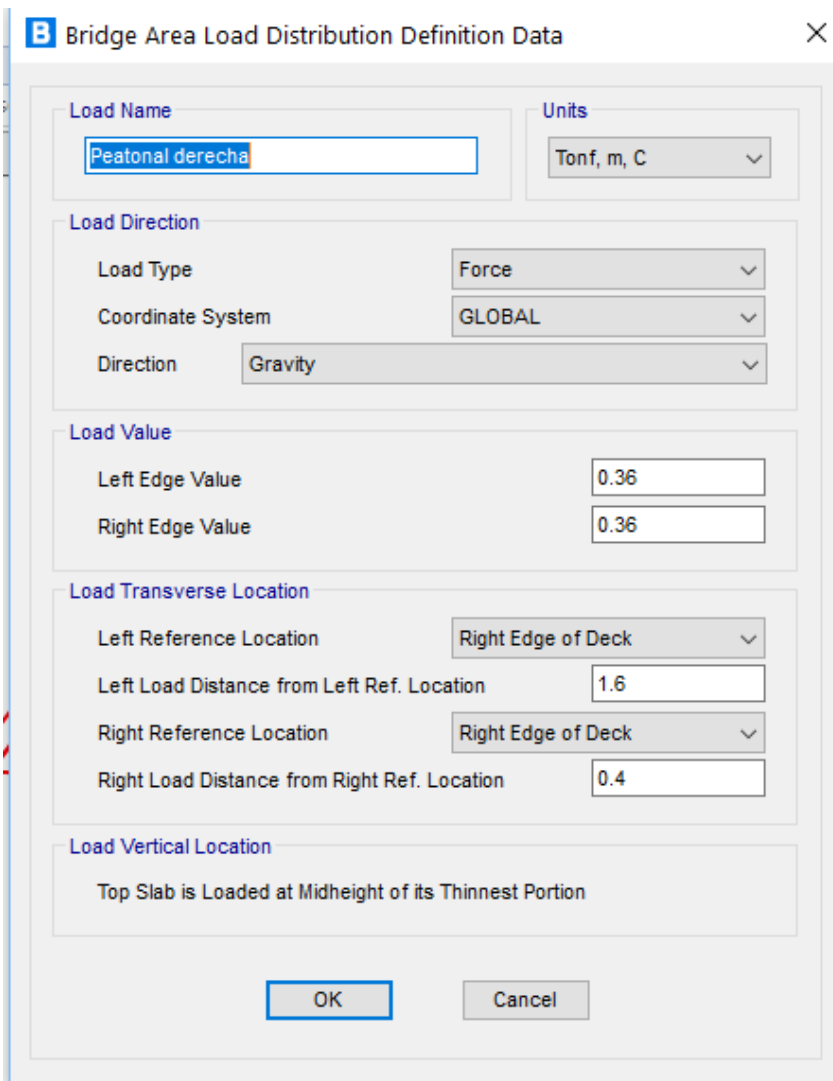 B Bridge Area Load Distribution Definition Data
Load Name
Peatonal derecha
Units
Tonf, m, C
Load Direction
Load Type Force
Coordinate System GLOBAL
Direction Gravity
Load Value
Left Edge Value 0.36
Right Edge Value 0.36
Load Transverse Location
Left Reference Location Right Edge of Deck
Left Load Distance from Left Ref. Location 1.6
Right Reference Location Right Edge of Deck
Right Load Distance from Right Ref. Location 0.4
Load Vertical Location
Top Slab is Loaded at Midheight of its Thinnest Portion
OK Cancel